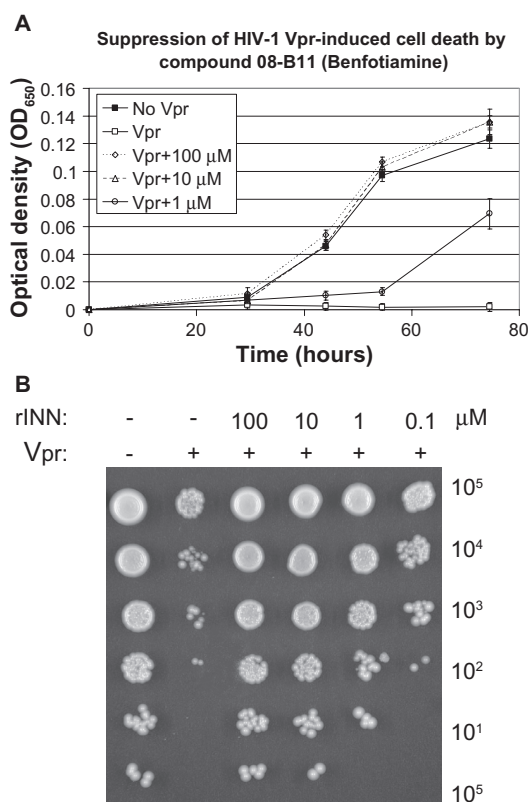 A
Suppression of HIV-1 Vpr-induced cell death by
compound 08-B11 (Benfotiamine)
Optical density (OD650)
0.16
0.14
0.12
0.1
0.08
0.06
0.04
0.02
0
No Vpr
Vpr
Vpr+100 µM
Vpr+10 µM
Vpr+1 µM
0 20 40 60 80
Time (hours)
B
rINN: - - 100 10 1 0.1 µM
Vpr: - + + + + +
10⁵
10⁴
10³
10²
10¹
10⁵